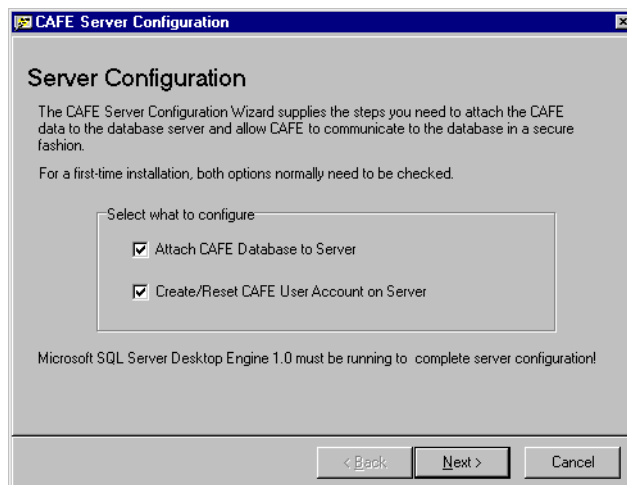 CAFE Server Configuration
Server Configuration
The CAFE Server Configuration Wizard supplies the steps you need to attach the CAFE
data to the database server and allow CAFE to communicate to the database in a secure
fashion.
For a first-time installation, both options normally need to be checked.
Select what to configure
Attach CAFE Database to Server
Create/Reset CAFE User Account on Server
Microsoft SQL Server Desktop Engine 1.0 must be running to complete server configuration!
< Back
Next >
Cancel